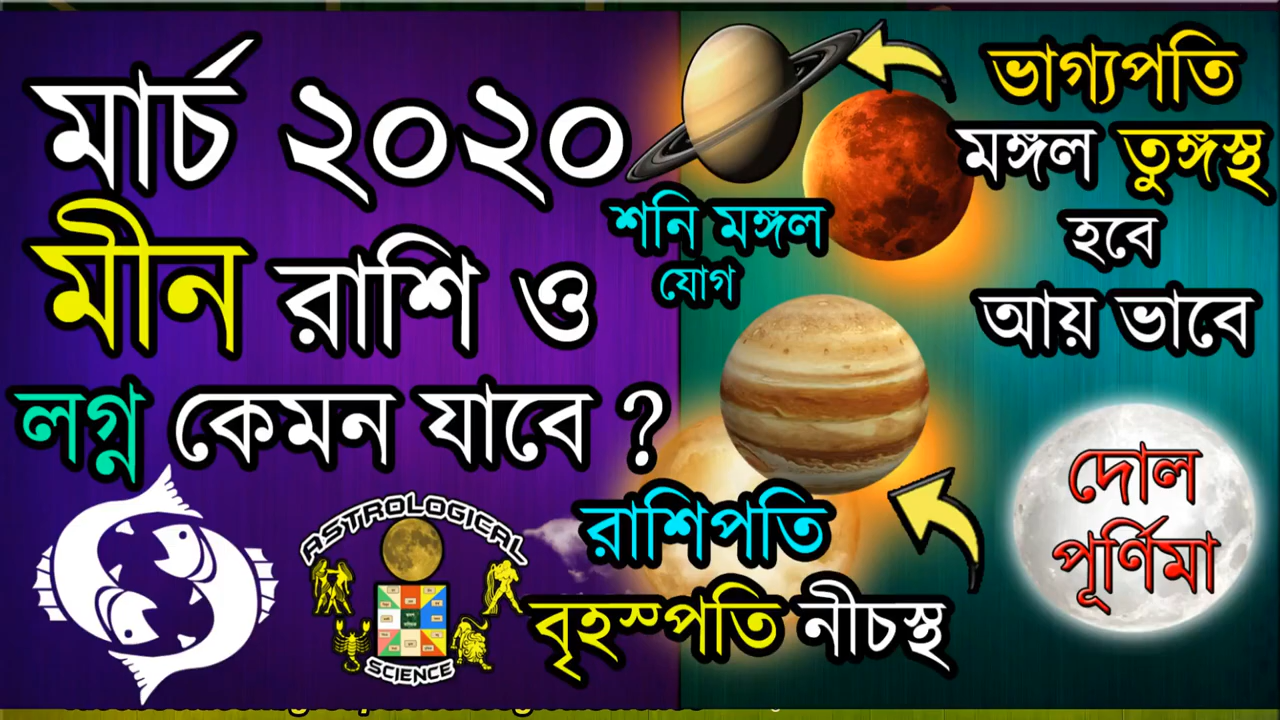 মার্চ ২০২০
মীন রাশি ও
লগ্ন কেমন যাবে ?
শনি মঙ্গল
যোগ
ভাগ্যপতি
মঙ্গল তুঙ্গস্থ
হবে
আয় ভাবে
দোল
পূর্ণিমা
রাশিপতি
বৃহস্পতি নীচস্থ
ASTROLOGICAL
SCIENCE